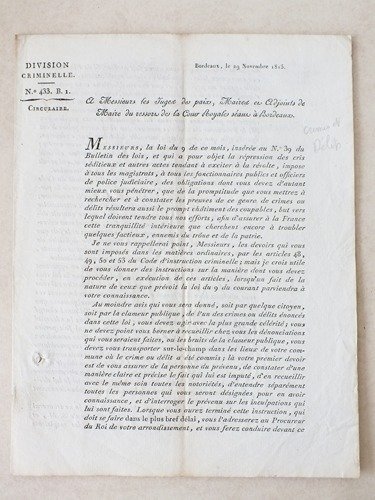 DIVISION
CRIMINELLE.
N.º 433. B. 1.
CIRCULAIRE.
Bordeaux, le 29 Novembre 1815.
A Messieurs les Juges de paix, Maires et Adjoints de
Maire du ressort de la Cour Royale séant à Bordeaux.
MESSIEURS, la loi du 9 de ce mois, insérée au N.º 39 du
Bulletin des lois, et qui a pour objet la répression des cris
séditieux et autres actes tendant à exciter à la révolte, impose
à tous les magistrats, à tous les fonctionnaires publics et officiers
de police judiciaire, des obligations dont vous devez d'autant
mieux vous pénétrer, que de la promptitude que vous mettrez à
rechercher et à constater les preuves de ce genre de crimes ou
délits résultera aussi le prompt châtiment des coupables, but vers
lequel doivent tendre tous nos efforts, afin d'assurer à la France
cette tranquillité intérieure que cherchent encore à troubler
quelques factieux, ennemis du trône et de la patrie.
Je ne vous rappellerai point, Messieurs, les devoirs qui vous
sont imposés dans les matières ordinaires, par les articles 48,
49, 50 et 53 du Code d'instruction criminelle; mais je crois utile
de vous donner des instructions sur la manière dont vous devez
procéder, en exécution de ces articles, lorsqu'un fait de la
nature de ceux que prévoit la loi du 9 du courant parviendra à
votre connaissance.
Au moindre avis qui vous sera donné, soit par quelque citoyen,
soit par la clameur publique, de l'un des crimes ou délits énoncés
dans cette loi, vous devez agir avec la plus grande célérité; vous
ne devez point vous borner à recueillir chez vous les dénonciations
qui vous seraient faites, ou les bruits de la clameur publique, vous
devez vous transporter sur-le-champ dans les lieux de votre com-
mune où le crime ou délit a été commis; là votre premier devoir
est de vous assurer de la personne du prévenu, de constater d'une
manière claire et précise le fait qui lui est imputé, d'en recueillir
avec le même soin toutes les notoriétés, d'entendre séparément
toutes les personnes qui vous seront désignées pour en avoir
connaissance, et d'interroger le prévenu sur les inculpations qui
lui sont faites. Lorsque vous aurez terminé cette instruction, qui
doit se faire dans le plus bref délai, vous l'adresserez au Procureur
du Roi de votre arrondissement, et vous ferez conduire devant ce